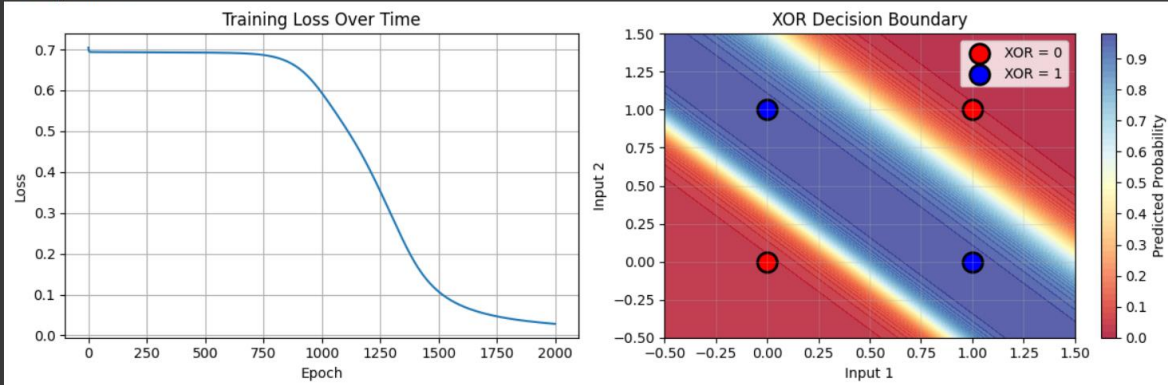 Training Loss Over Time
0.7
0.6
0.5
0.4
0.3
0.2
0.1
0.0
Loss
0 250 500 750 1000 1250 1500 1750 2000
Epoch
XOR Decision Boundary
XOR = 0
XOR = 1
1.50
1.25
1.00
0.75
0.50
0.25
0.00
−0.25
−0.50
Input 2
−0.50 −0.25 0.00 0.25 0.50 0.75 1.00 1.25 1.50
Input 1
0.9
0.8
0.7
0.6
0.5
0.4
0.3
0.2
0.1
0.0
Predicted Probability